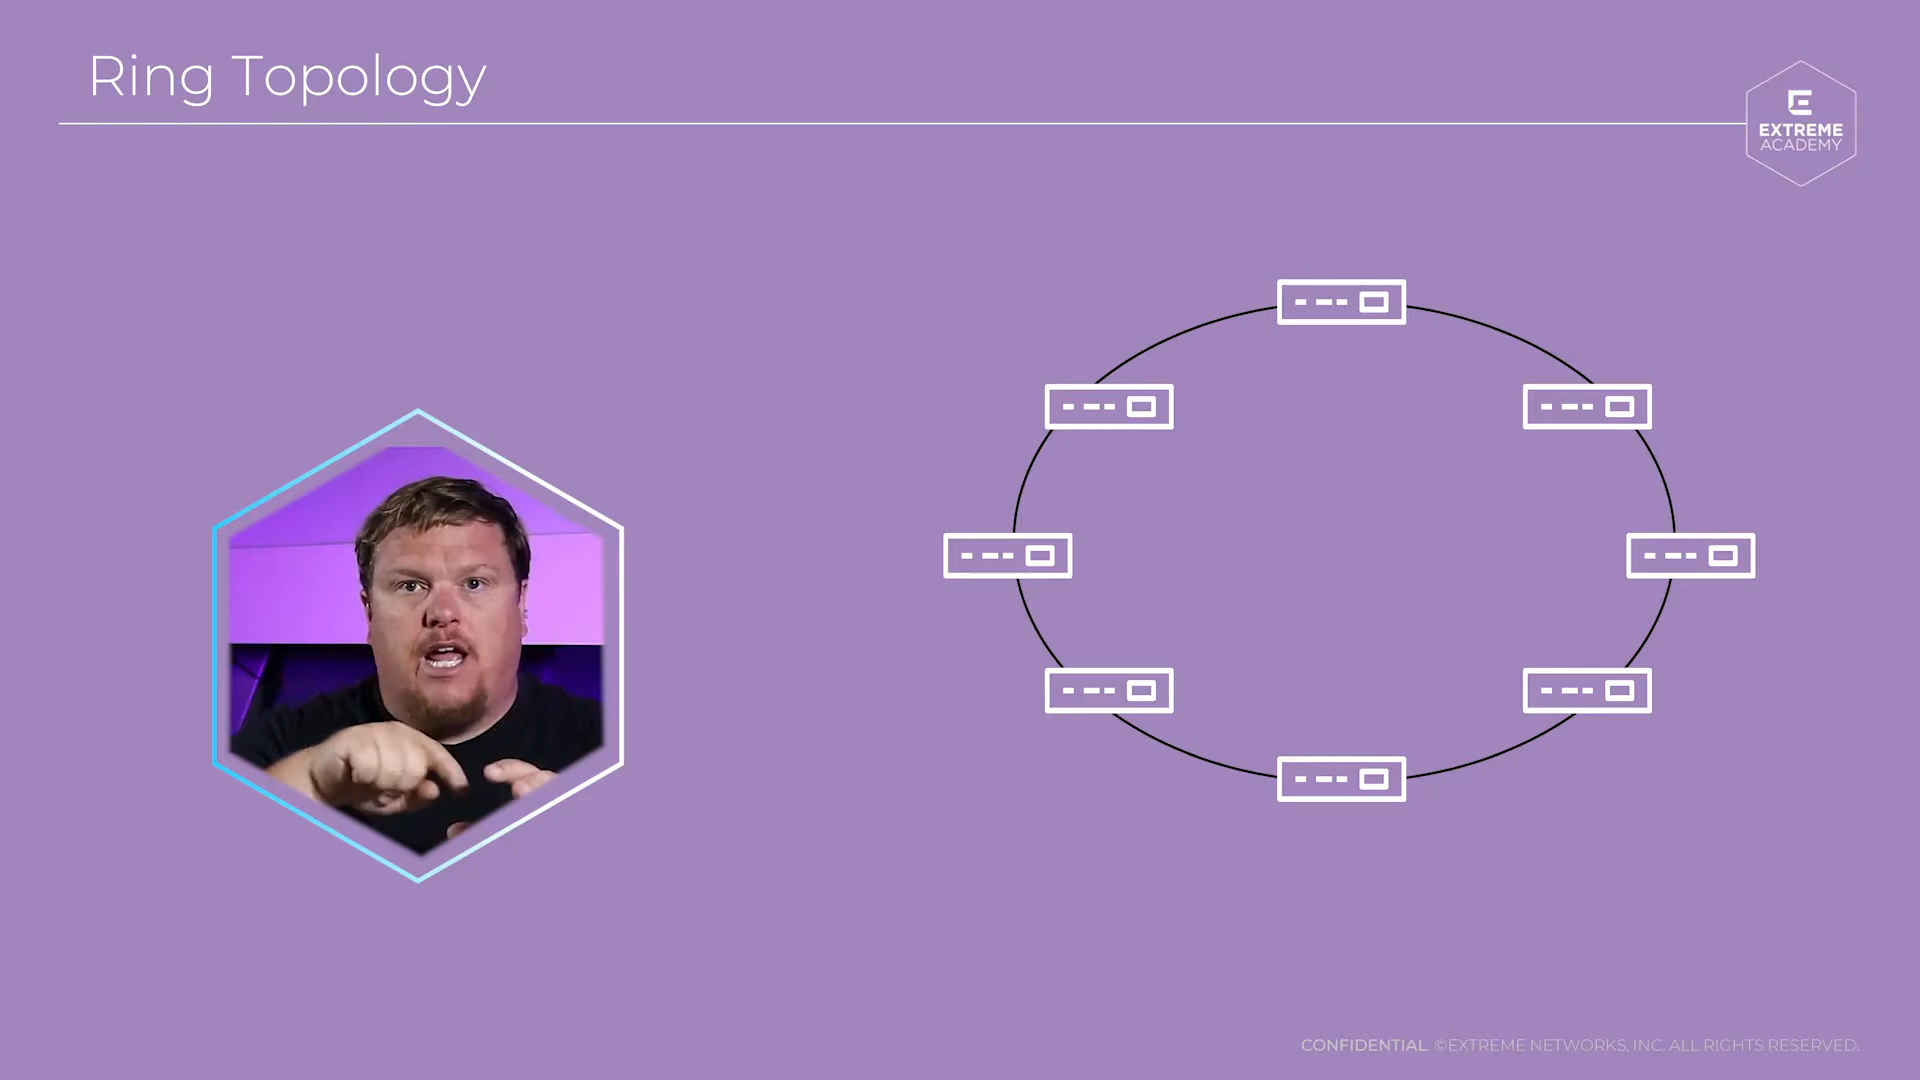 Ring Topology
EXTREME
ACADEMY
CONFIDENTIAL. ©EXTREME NETWORKS, INC. ALL RIGHTS RESERVED.